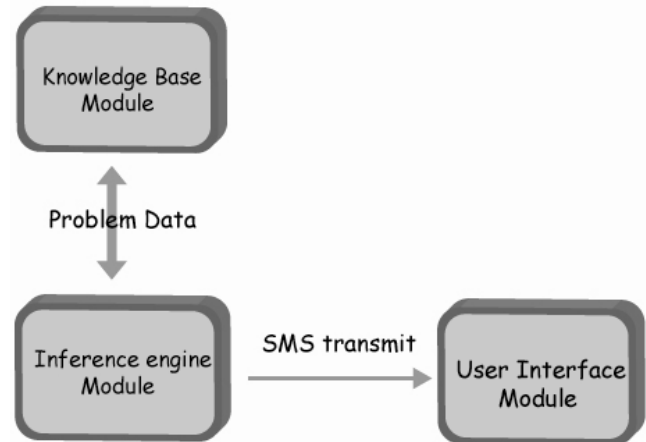 Knowledge Base
Module
Problem Data
Inference engine
Module
SMS transmit
User Interface
Module